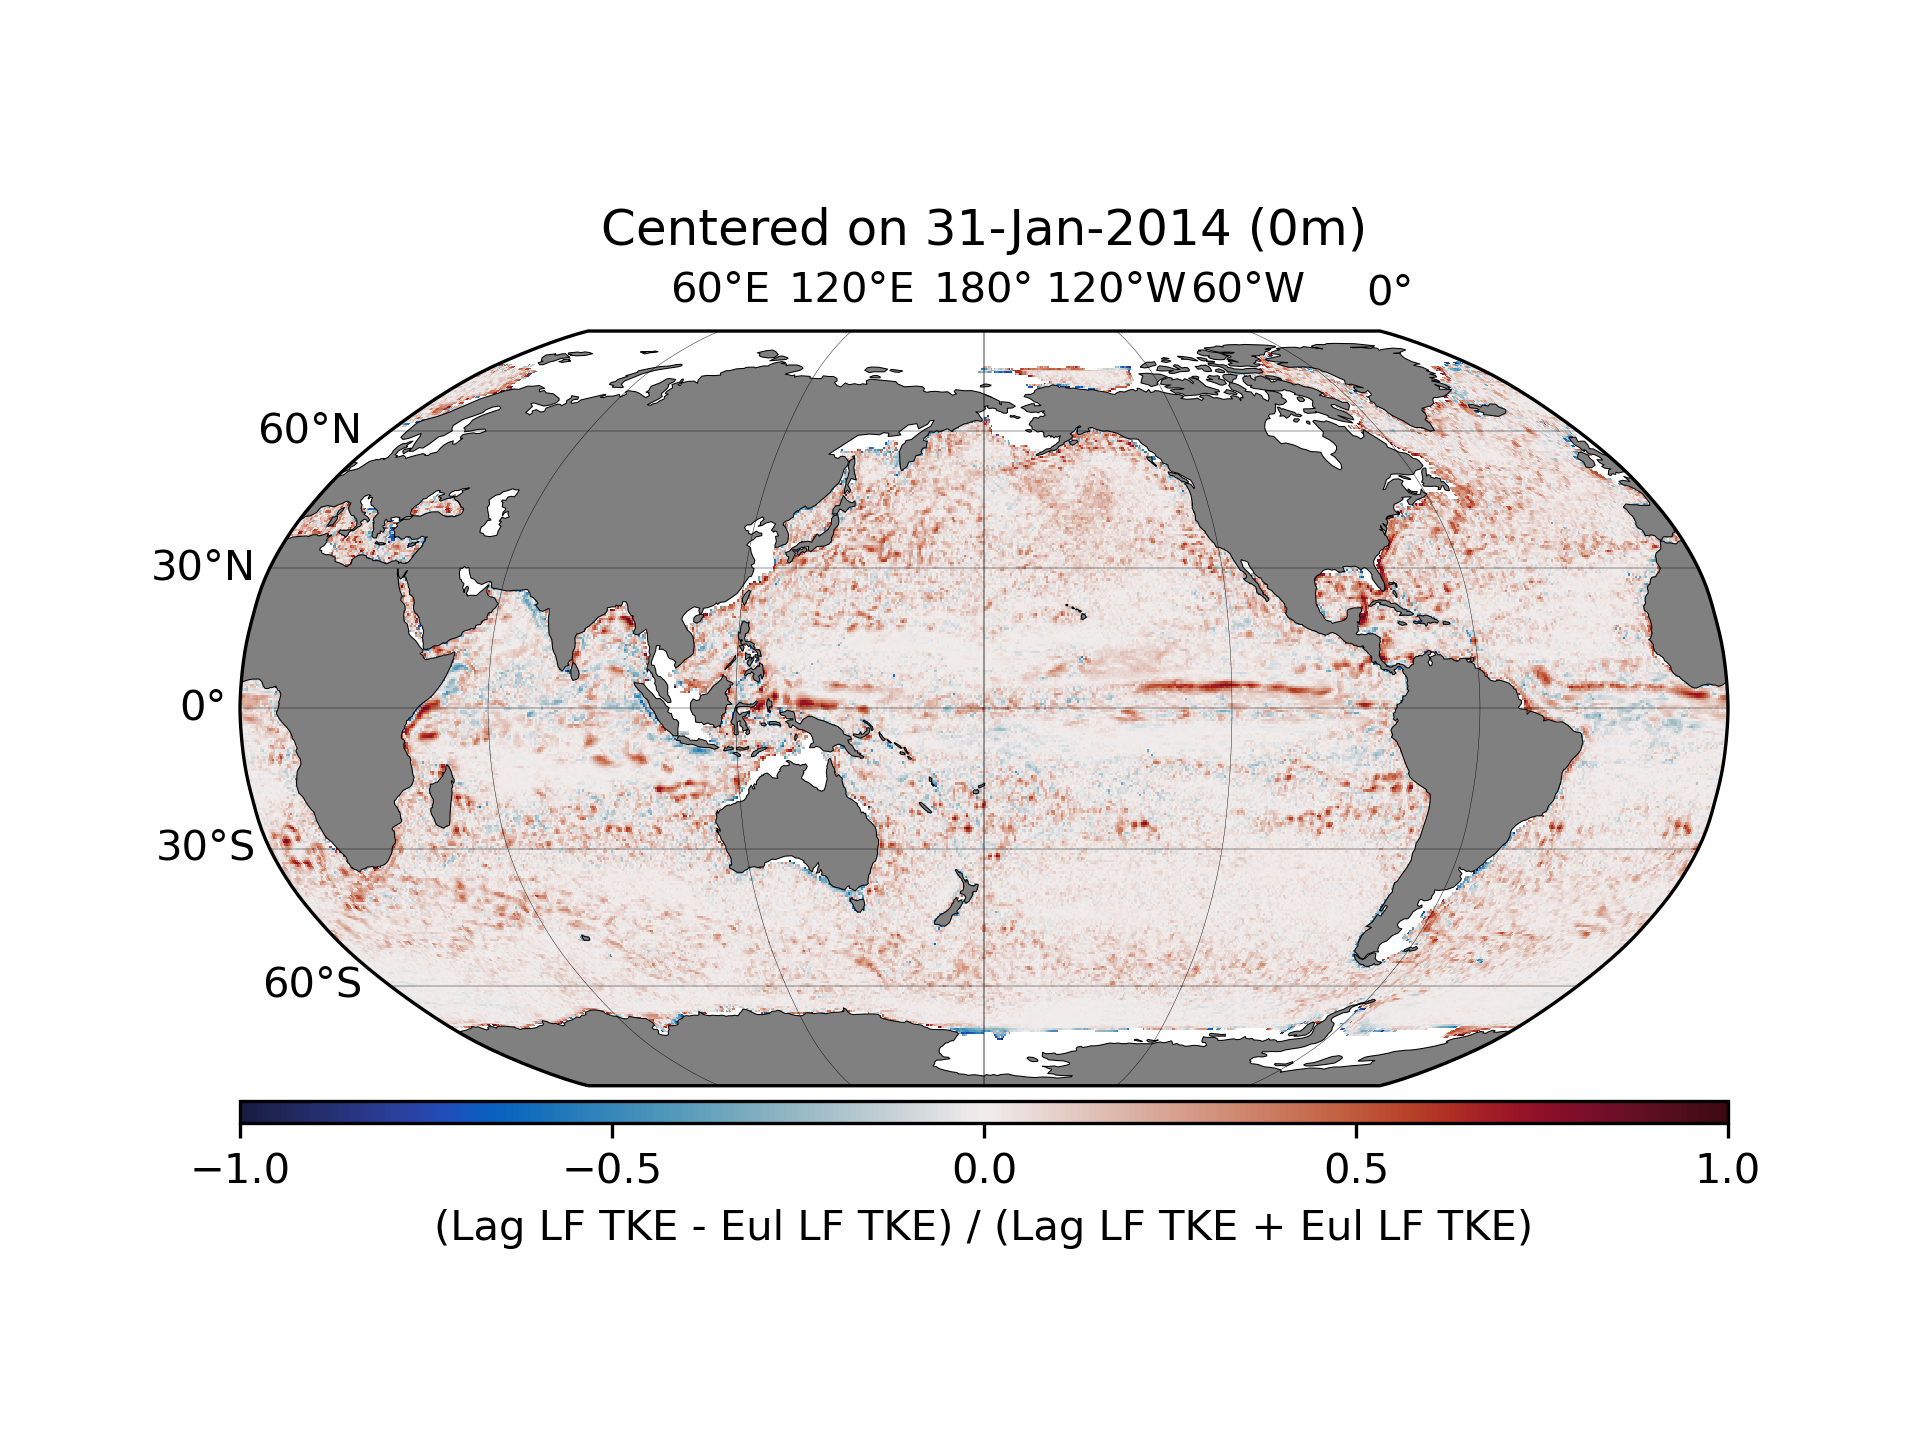 Centered on 31-Jan-2014 (0m)
60°E 120°E 180° 120°W 60°W 0°
60°N
30°N
0°
30°S
60°S
−1.0 −0.5 0.0 0.5 1.0
(Lag LF TKE - Eul LF TKE) / (Lag LF TKE + Eul LF TKE)